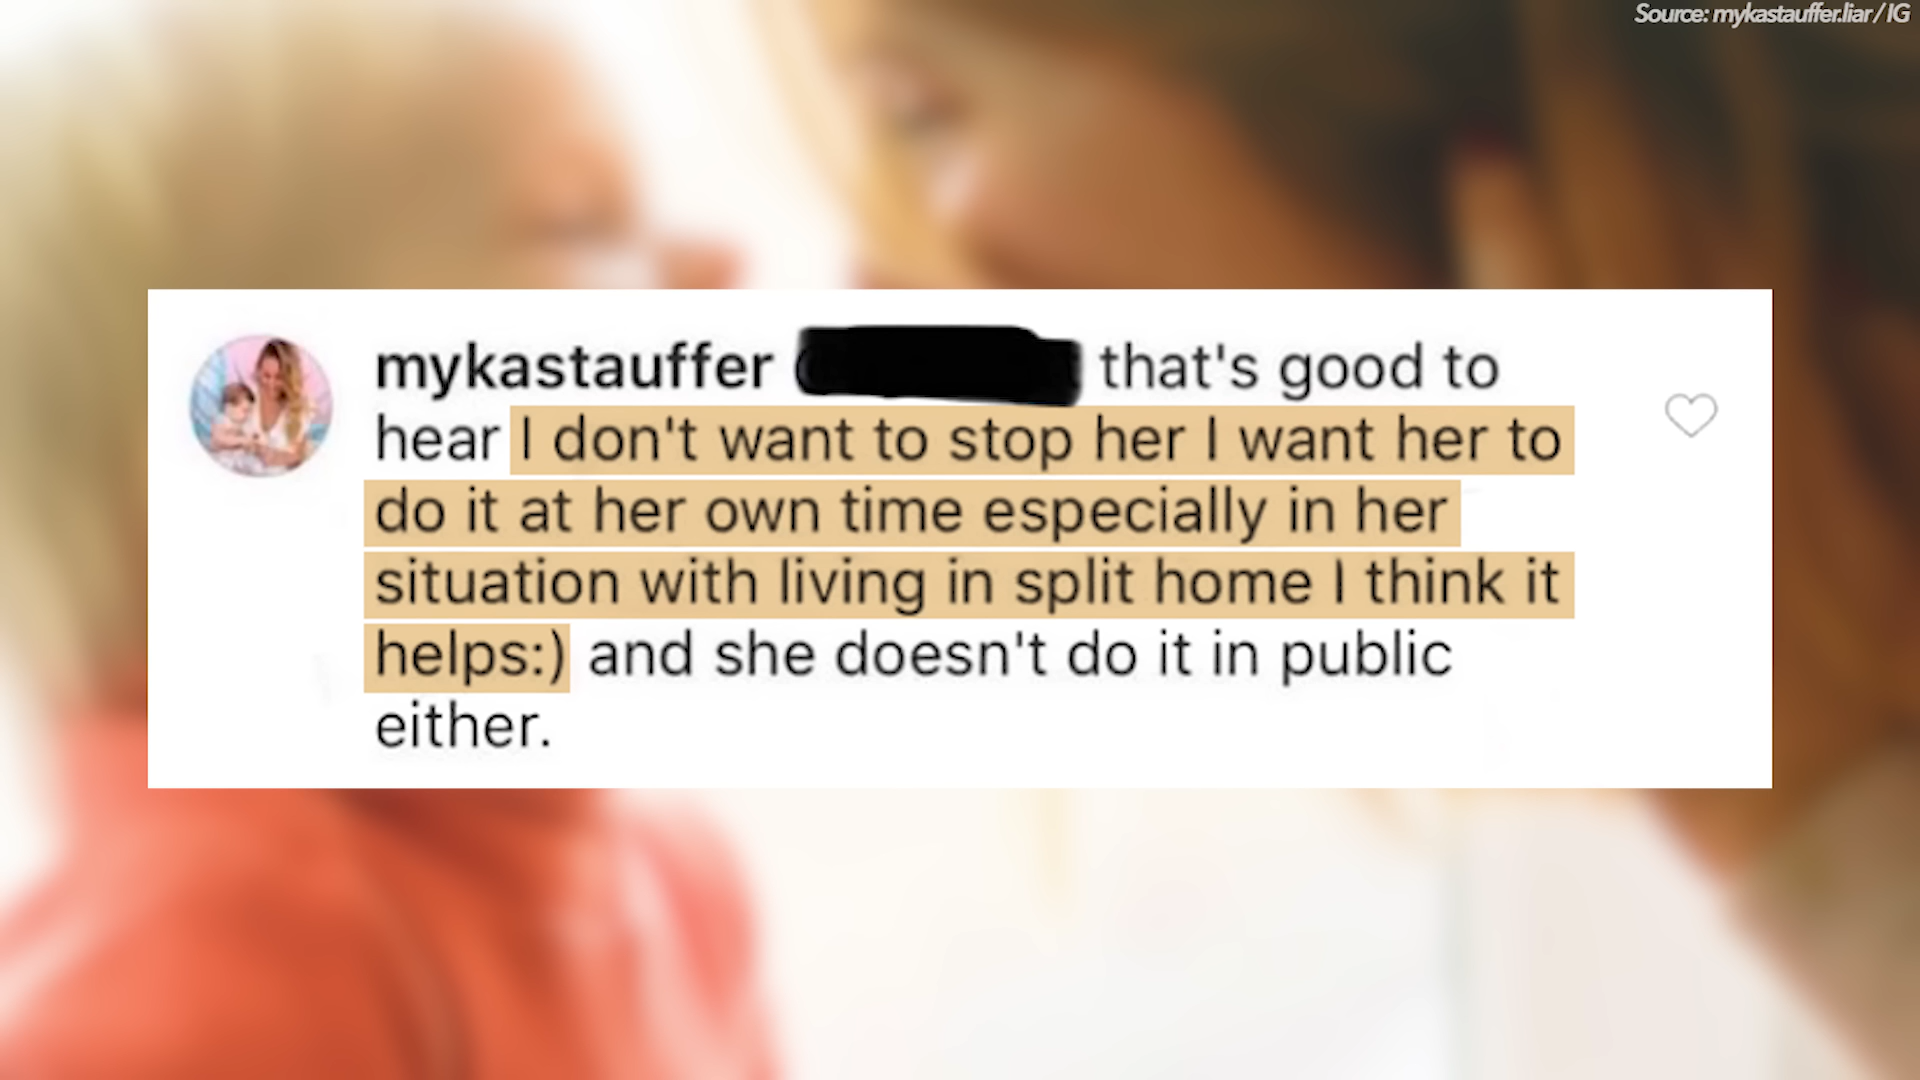 Source: mykastauffer.liar / IG
mykastauffer that's good to
hear I don't want to stop her I want her to
do it at her own time especially in her
situation with living in split home I think it
helps:) and she doesn't do it in public
either.